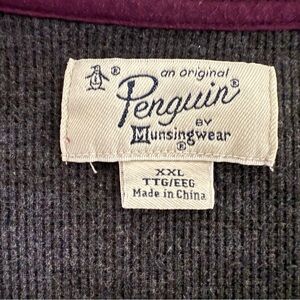 an original
Penguin®
BY
Munsingwear®
XXL
TTG/EEG
Made in China